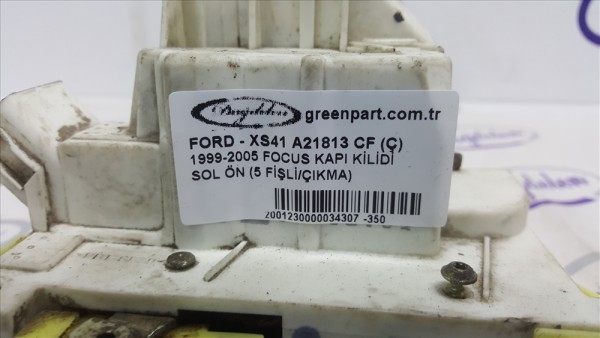 greenpart.com.tr
FORD - XS41 A21813 CF (Ç)
1999-2005 FOCUS KAPI KİLİDİ
SOL ÖN (5 FİŞLİ/ÇIKMA)
2001230000034307 -350